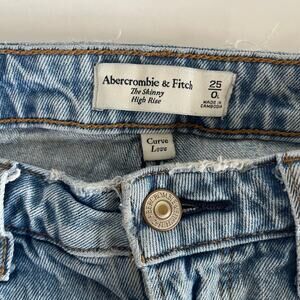 Abercrombie & Fitch
The Skinny
High Rise
25
0.
MADE IN
CAMBODIA
Curve
Love